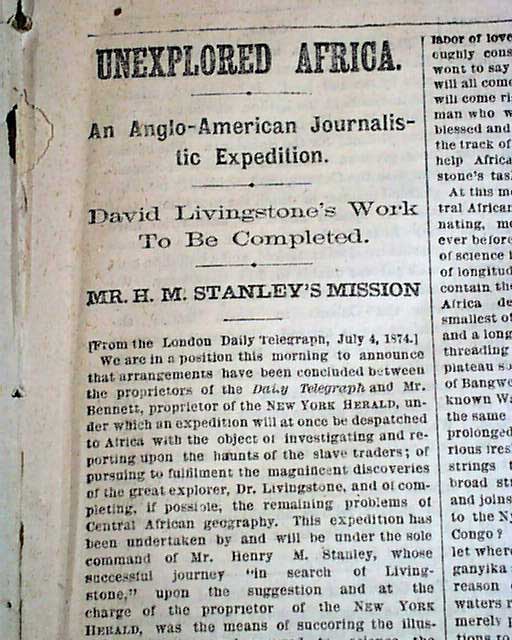 UNEXPLORED AFRICA.
An Anglo-American Journalis-
tic Expedition.
David Livingstone's Work
To Be Completed.
MR. H. M. STANLEY'S MISSION
[From the London Daily Telegraph, July 4, 1874.]
We are in a position this morning to announce
that arrangements have been concluded between
the proprietors of the Daily Telegraph and Mr.
Bennett, proprietor of the NEW YORK HERALD, un-
der which an expedition will at once be despatched
to Africa with the object of investigating and re-
porting upon the haunts of the slave traders; of
pursuing to fulfilment the magnificent discoveries
of the great explorer, Dr. Livingstone, and of com-
pleting, if possible, the remaining problems of
Central African geography. This expedition has
been undertaken by and will be under the sole
command of Mr. Henry M. Stanley, whose
successful journey "in search of Living-
stone," upon the suggestion and at the
charge of the proprietor of the NEW YORK
HERALD, was the means of succoring the illus-
labor of love
oughly cons
wont to say
will all come
will come ri
man who w
blessed and
the track of
help Africa
stone's tas
At this mo
tral African
nating, me
ever before
of science i
of longitud
contain the
Africa de
smallest of
and a long
threading
plateau s
of Bangwe
known Wa
the same
prolonged
rious fresh
strings t
broad str
and joins
to the Ny
Congo?
let where
ganyika
reason
waters r
merely p
tions to